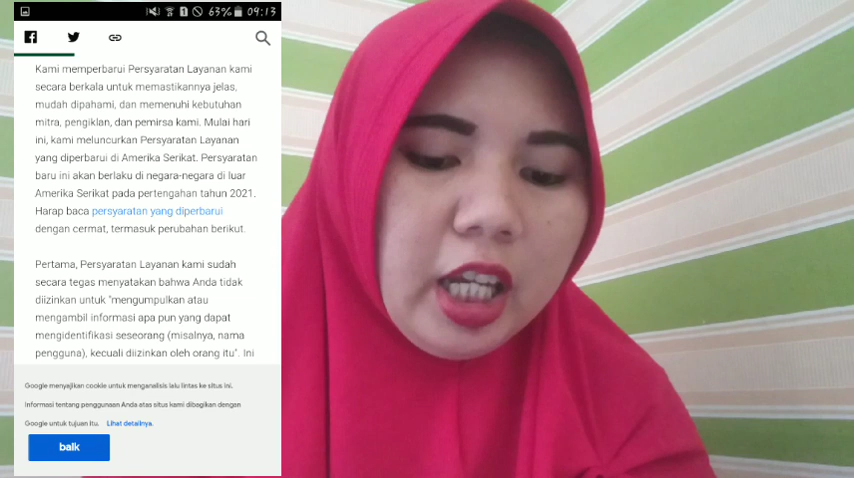 63% 09:13
Kami memperbarui Persyaratan Layanan kami
secara berkala untuk memastikannya jelas,
mudah dipahami, dan memenuhi kebutuhan
mitra, pengiklan, dan pemirsa kami. Mulai hari
ini, kami meluncurkan Persyaratan Layanan
yang diperbarui di Amerika Serikat. Persyaratan
baru ini akan berlaku di negara-negara di luar
Amerika Serikat pada pertengahan tahun 2021.
Harap baca persyaratan yang diperbarui
dengan cermat, termasuk perubahan berikut.
Pertama, Persyaratan Layanan kami sudah
secara tegas menyatakan bahwa Anda tidak
diizinkan untuk "mengumpulkan atau
mengambil informasi apa pun yang dapat
mengidentifikasi seseorang (misalnya, nama
pengguna), kecuali diizinkan oleh orang itu". Ini
Google menyajikan cookie untuk menganalisis lalu lintas ke situs ini.
Informasi tentang penggunaan Anda atas situs kami dibagikan dengan
Google untuk tujuan itu. Lihat detailnya.
baik